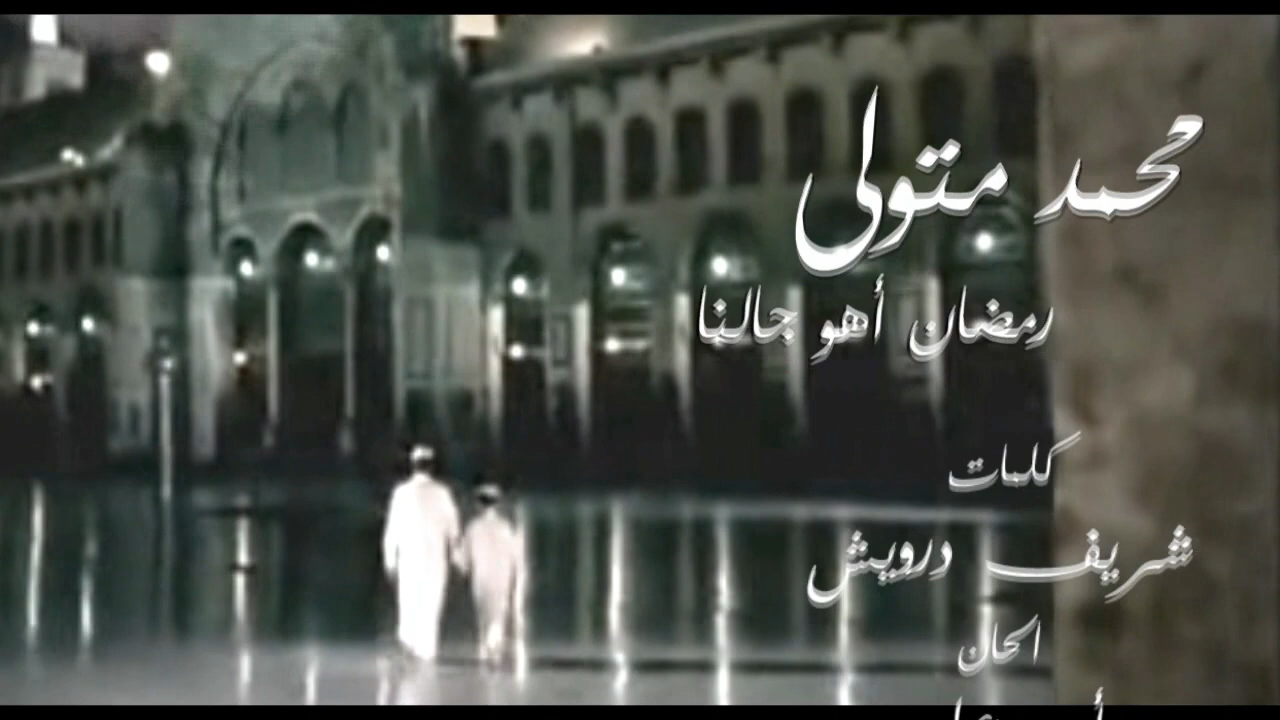 محمد متولى
رمضان أهو جالنا
كلمات
شريف درويش
الحان